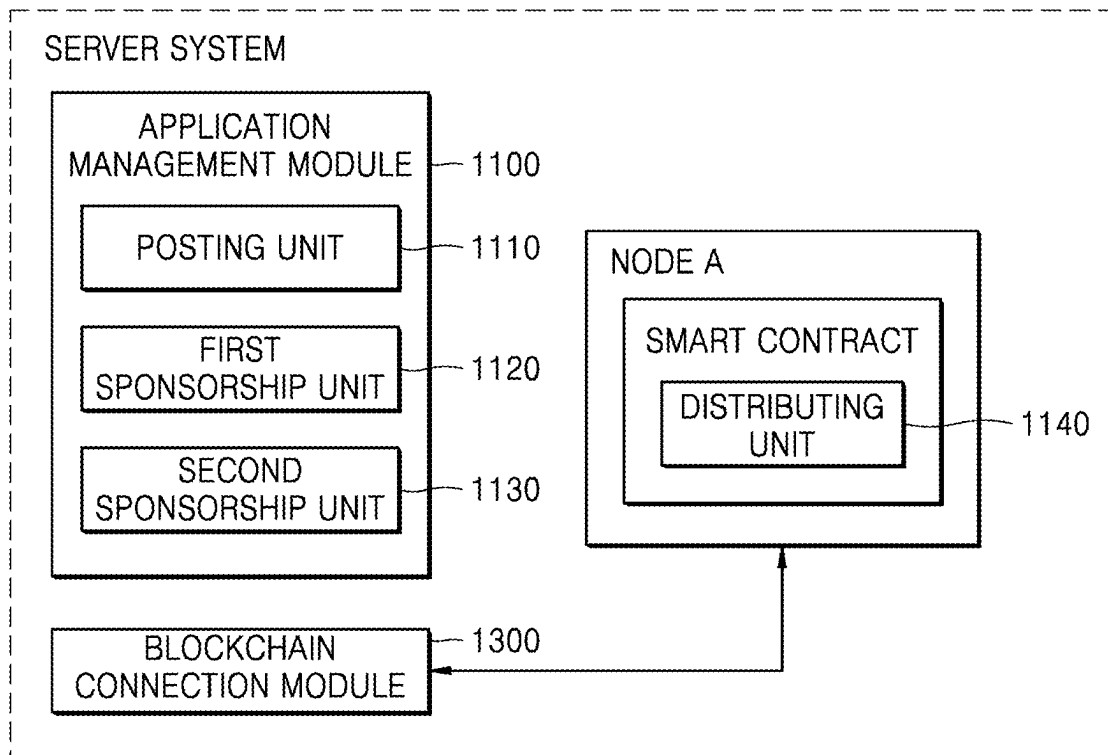 SERVER SYSTEM
APPLICATION
MANAGEMENT MODULE
1100
POSTING UNIT
1110
FIRST
SPONSORSHIP UNIT
1120
SECOND
SPONSORSHIP UNIT
1130
NODE A
SMART CONTRACT
DISTRIBUTING
UNIT
1140
BLOCKCHAIN
CONNECTION MODULE
1300